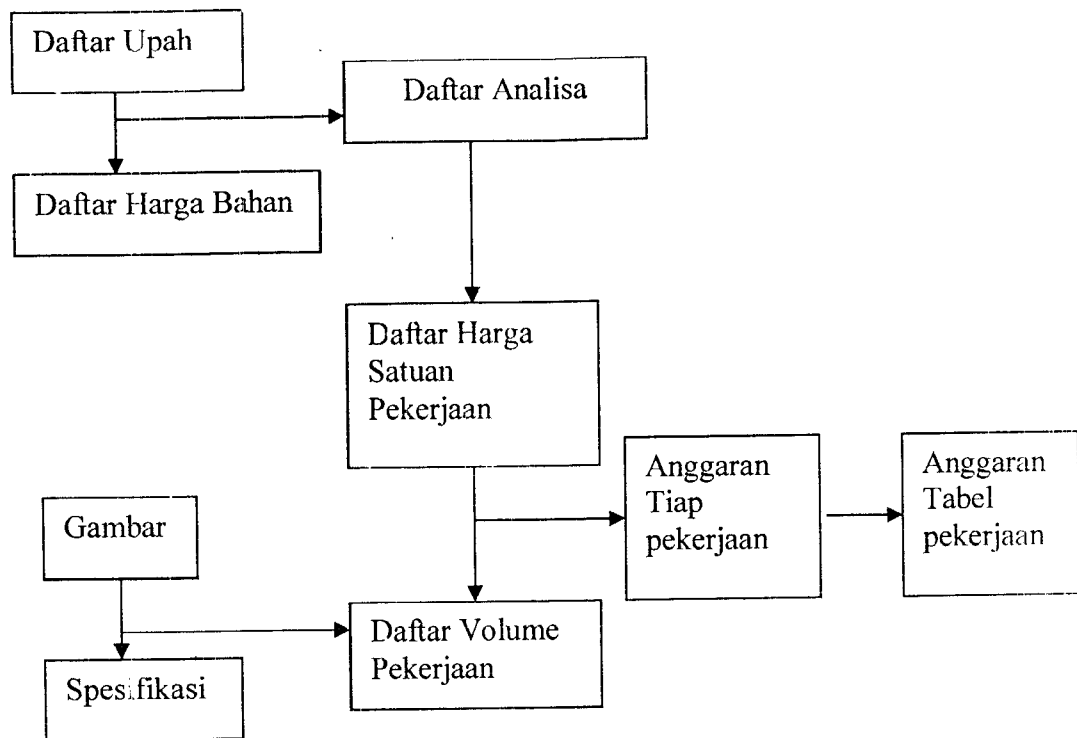 Daftar Upah
Daftar Analisa
Daftar Harga Bahan
Daftar Harga
Satuan
Pekerjaan
Anggaran
Tiap
pekerjaan
Anggaran
Tabel
pekerjaan
Gambar
Daftar Volume
Pekerjaan
Spesifikasi